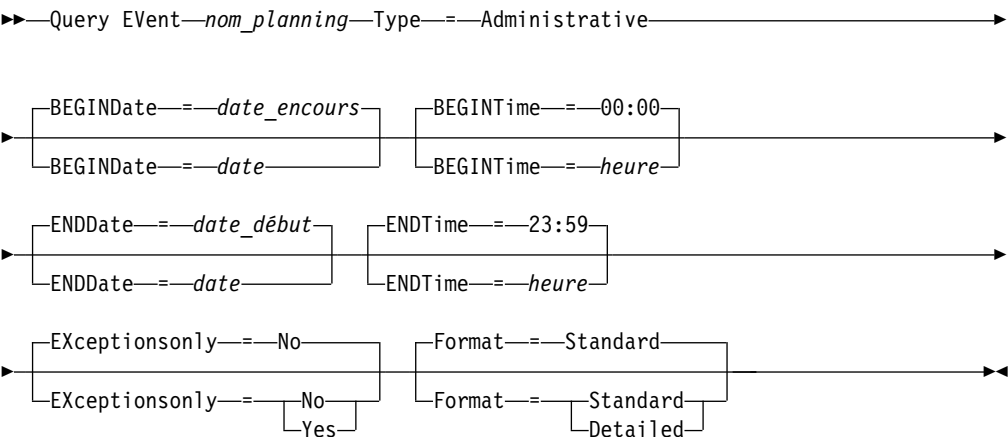 Query EVent nom_planning Type = Administrative
BEGINDate = date_encours BEGINTime = 00:00
BEGINDate = date BEGINTime = heure
ENDDate = date_début ENDTime = 23:59
ENDDate = date ENDTime = heure
EXceptionsonly = No Format = Standard
EXceptionsonly = No Format = Standard
Yes Detailed